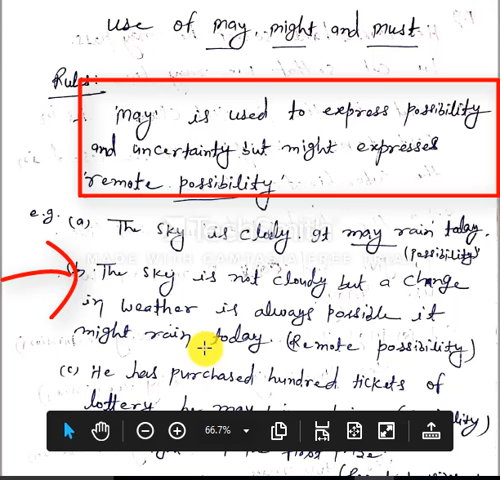 use of may, might and must
Rules:
'May' is used to express possibility
and uncertainty but might expresses
'remote possibility'
e.g. (a) The sky is cloudy. It may rain today.
(Possibility)
The sky is not cloudy but a change
in weather is always possible it
might rain today. (Remote possibility)
(c) He has purchased hundred tickets of
lottery he may
66.7%